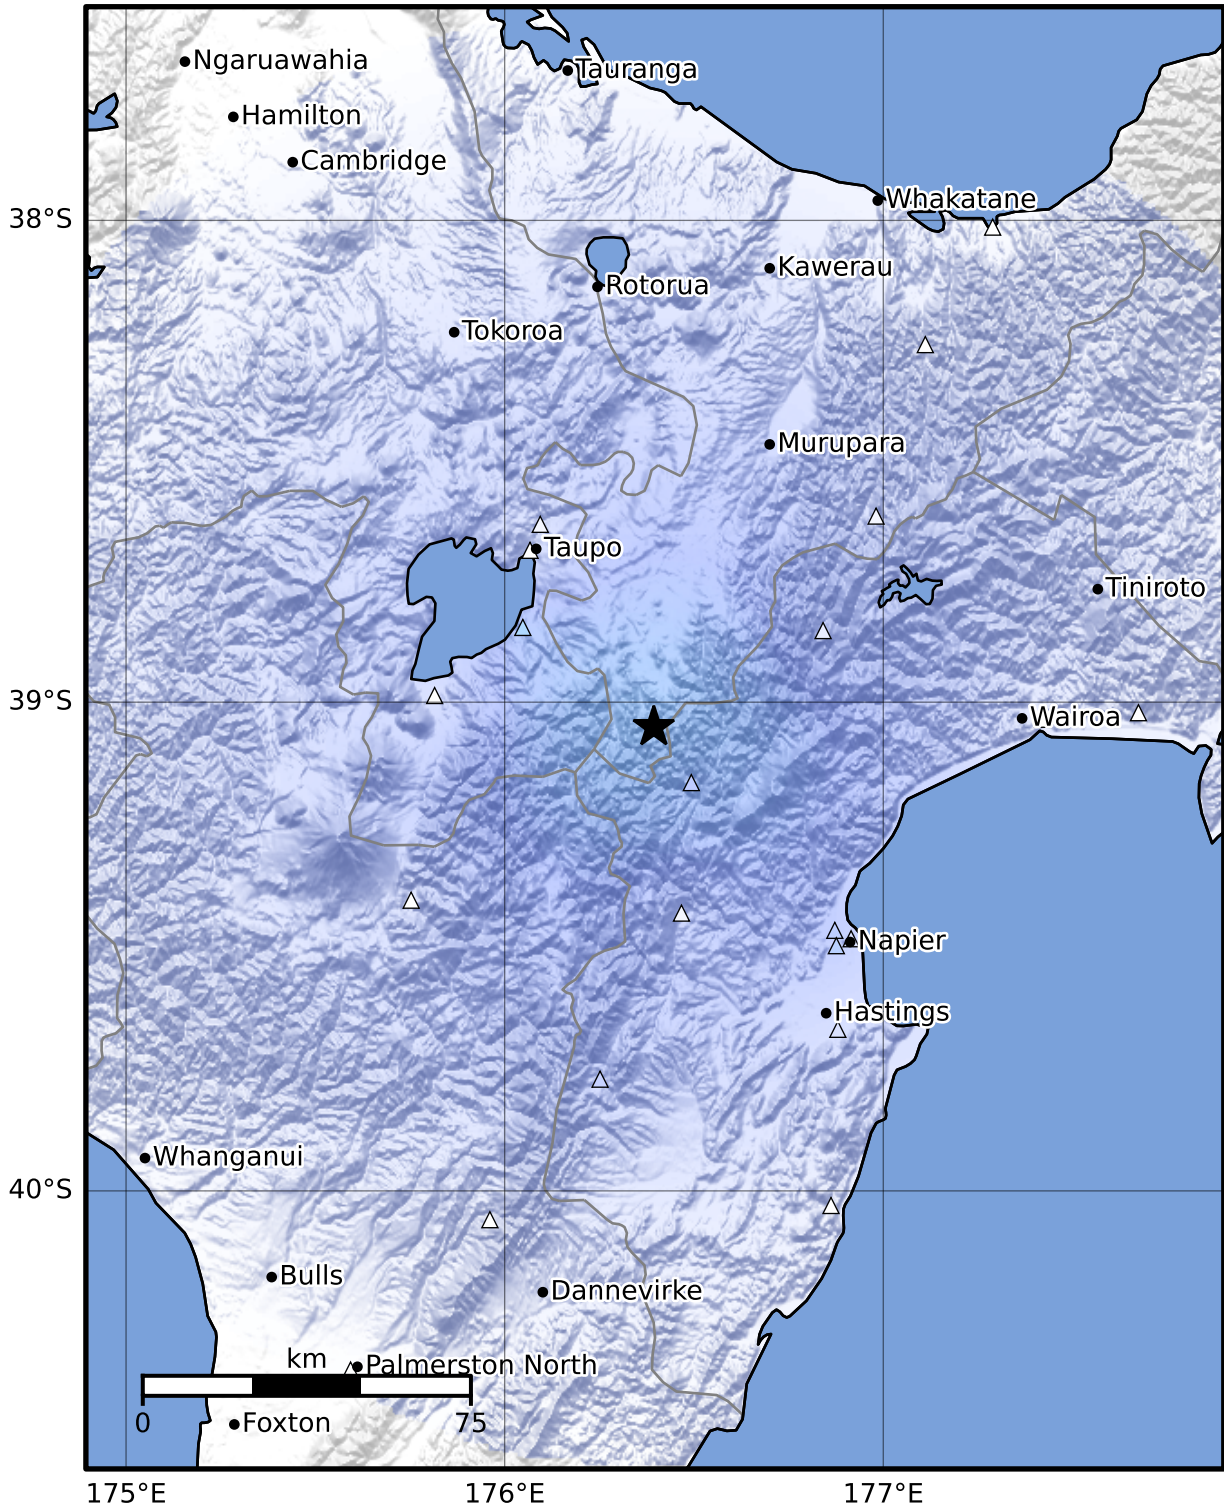 Ngaruawahia
Tauranga
Hamilton
Cambridge
Whakatane
38°S
Kawerau
Rotorua
Tokoroa
Murupara
Taupo
Tiniroto
39°S
Wairoa
Napier
Hastings
Whanganui
40°S
Bulls
Dannevirke
km
Palmerston North
0
75
Foxton
175°E
176°E
177°E